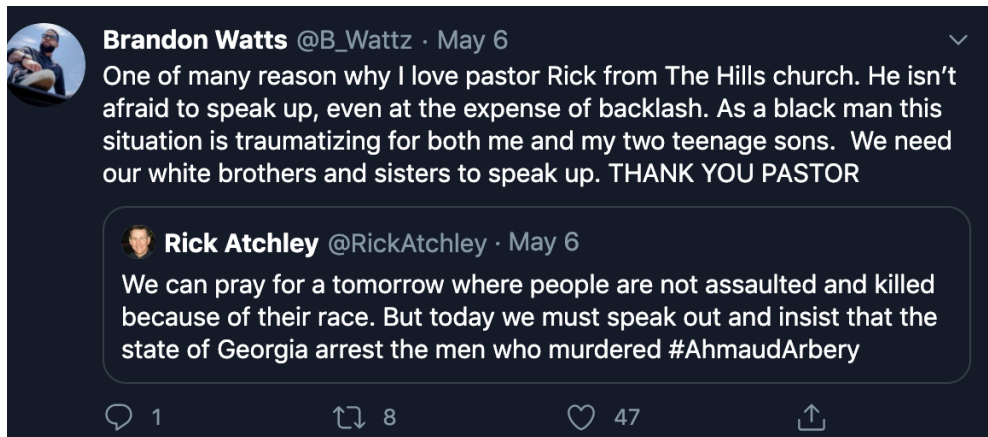 Brandon Watts @B_Wattz · May 6
One of many reason why I love pastor Rick from The Hills church. He isn’t
afraid to speak up, even at the expense of backlash. As a black man this
situation is traumatizing for both me and my two teenage sons.  We need
our white brothers and sisters to speak up. THANK YOU PASTOR
Rick Atchley @RickAtchley · May 6
We can pray for a tomorrow where people are not assaulted and killed
because of their race. But today we must speak out and insist that the
state of Georgia arrest the men who murdered #AhmaudArbery
1 8 47